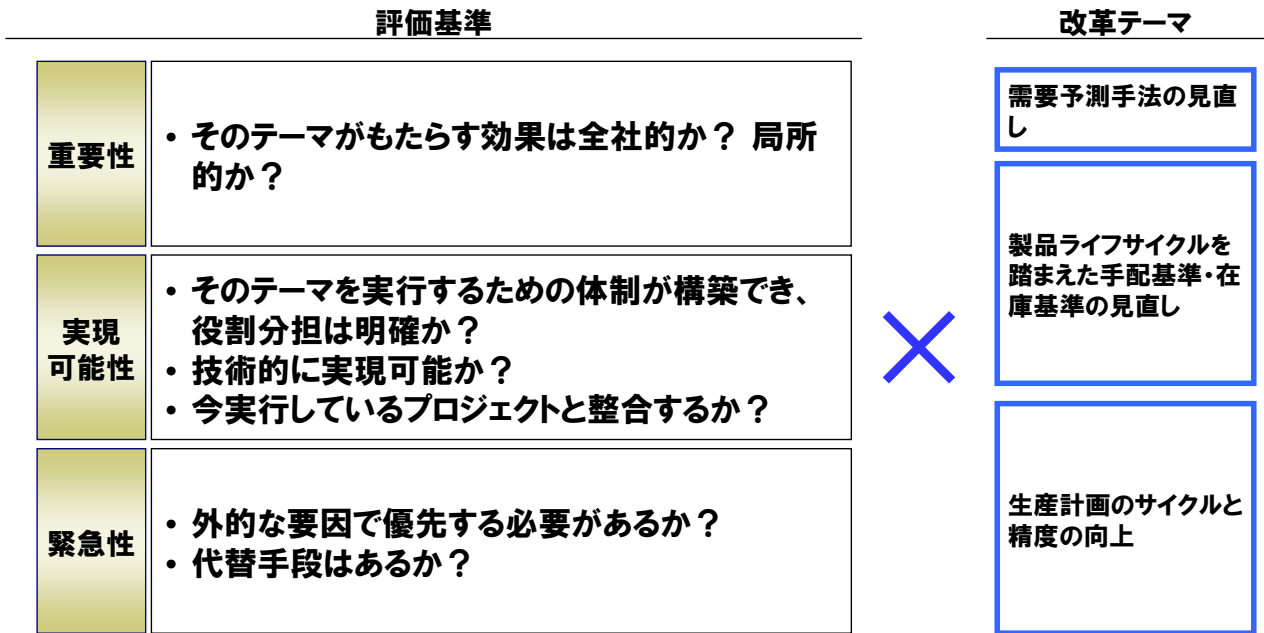 評価基準
改革テーマ
重要性
• そのテーマがもたらす効果は全社的か? 局所
的か?
実現
可能性
• そのテーマを実行するための体制が構築でき、
役割分担は明確か?
• 技術的に実現可能か?
• 今実行しているプロジェクトと整合するか?
緊急性
• 外的な要因で優先する必要があるか?
• 代替手段はあるか?
需要予測手法の見直
し
製品ライフサイクルを
踏まえた手配基準・在
庫基準の見直し
生産計画のサイクルと
精度の向上